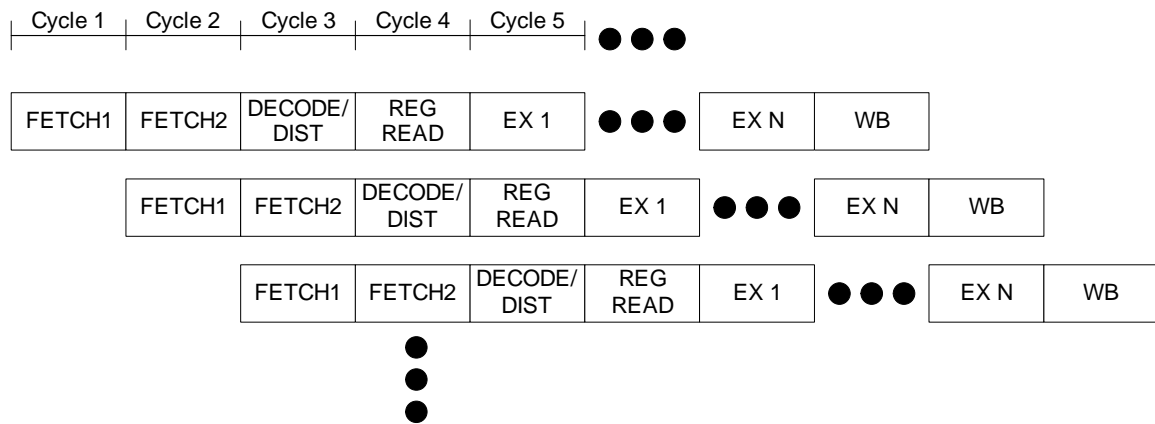 Cycle 1 Cycle 2 Cycle 3 Cycle 4 Cycle 5
FETCH1 FETCH2 DECODE/ DIST REG READ EX 1 EX N WB
FETCH1 FETCH2 DECODE/ DIST REG READ EX 1 EX N WB
FETCH1 FETCH2 DECODE/ DIST REG READ EX 1 EX N WB